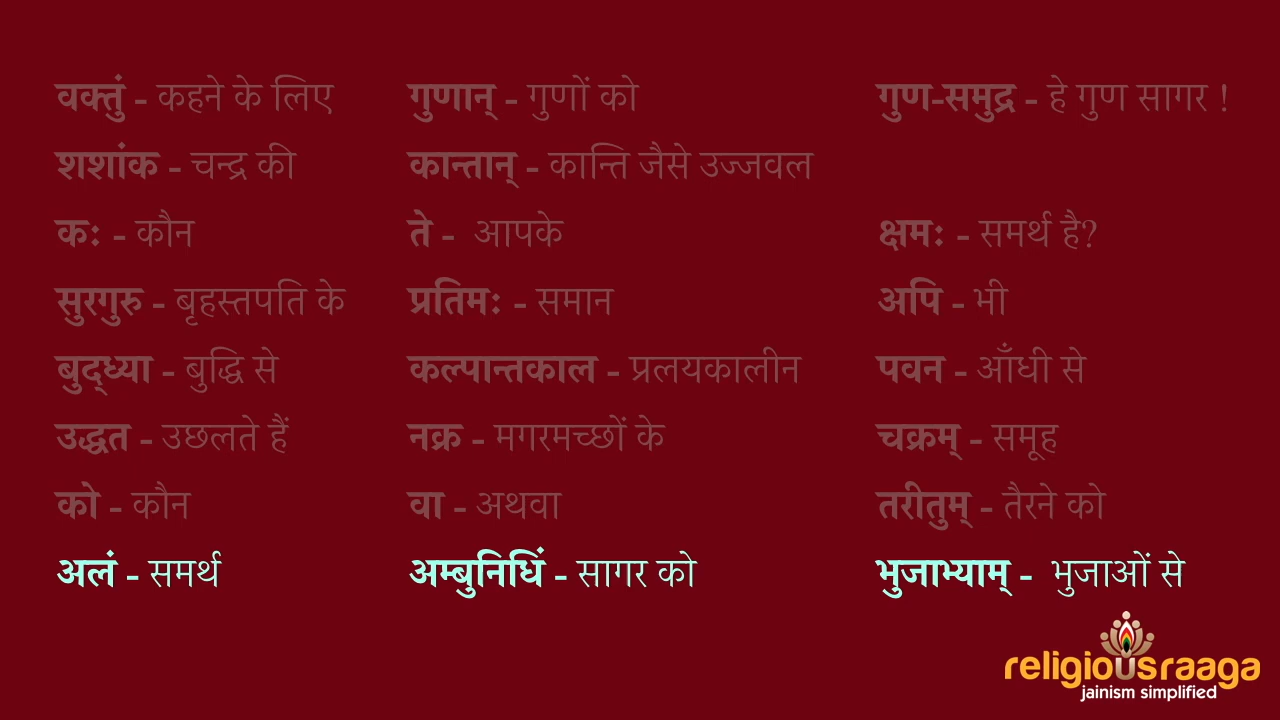 वक्तुं - कहने के लिए गुणान् - गुणों को गुण-समुद्र - हे गुण सागर !
शशांक - चन्द्र की कान्तान् - कान्ति जैसे उज्जवल
कः - कौन ते - आपके क्षमः - समर्थ है?
सुरगुरु - बृहस्तपति के प्रतिमः - समान अपि - भी
बुद्ध्या - बुद्धि से कल्पान्तकाल - प्रलयकालीन पवन - आँधी से
उद्धत - उछलते हैं नक्र - मगरमच्छों के चक्रम् - समूह
को - कौन वा - अथवा तरीतुम् - तैरने को
अलं - समर्थ अम्बुनिधिं - सागर को भुजाभ्याम् - भुजाओं से
religiousraaga
jainism simplified